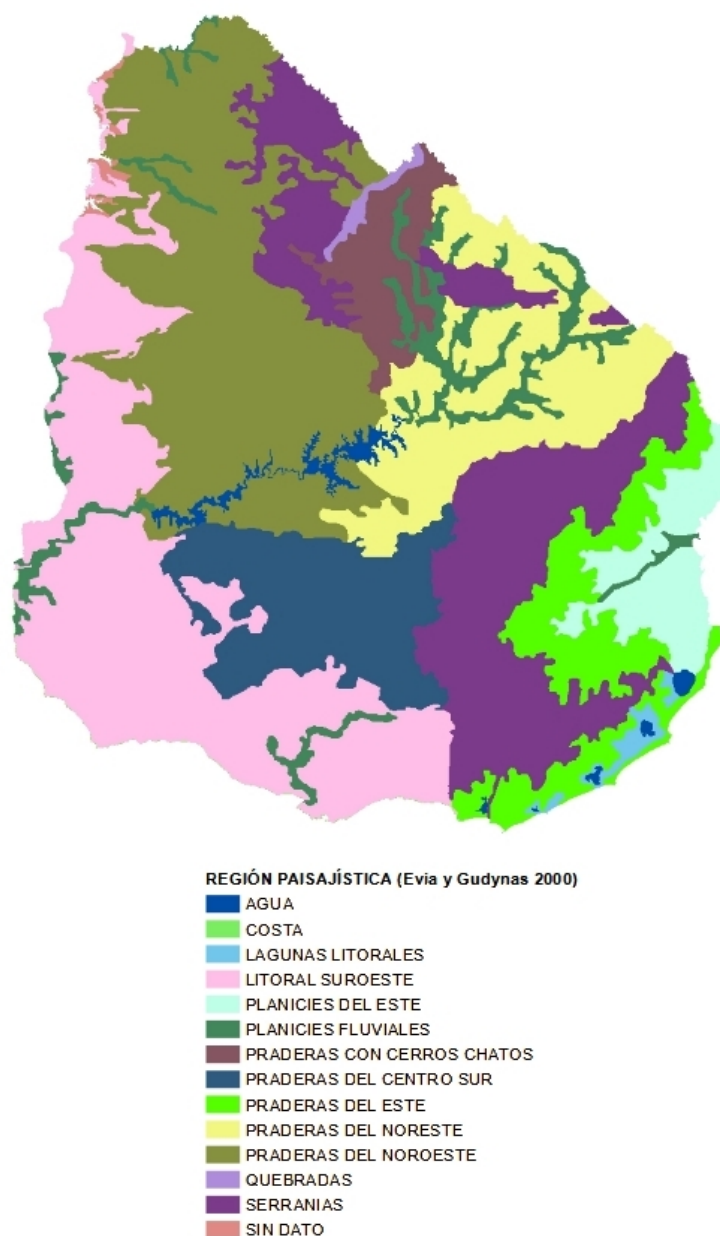 REGIÓN PAISAJÍSTICA (Evia y Gudynas 2000)
AGUA
COSTA
LAGUNAS LITORALES
LITORAL SUROESTE
PLANICIES DEL ESTE
PLANICIES FLUVIALES
PRADERAS CON CERROS CHATOS
PRADERAS DEL CENTRO SUR
PRADERAS DEL ESTE
PRADERAS DEL NORESTE
PRADERAS DEL NOROESTE
QUEBRADAS
SERRANIAS
SIN DATO